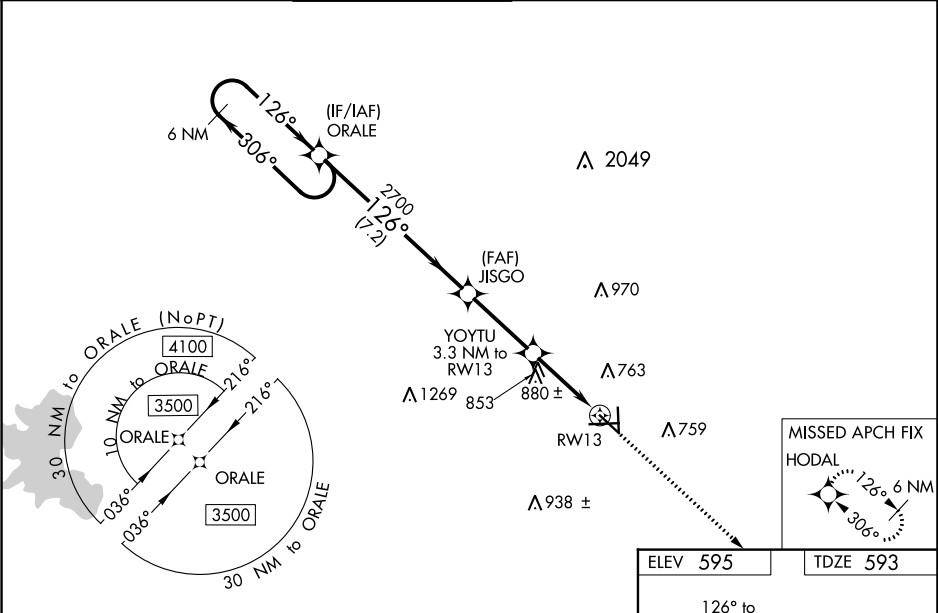 126°
306°
6 NM
(IF/IAF)
ORALE
2049
2700
126°
(7.2)
(FAF)
JISGO
970
YOYTU
3.3 NM to
RW13
763
1269
853
880 ±
RW13
759
938 ±
30 NM to ORALE (NoPT)
4100
216°
10 NM to ORALE
3500
216°
ORALE
ORALE
036°
036°
3500
30 NM to ORALE
MISSED APCH FIX
HODAL
126°
6 NM
306°
ELEV 595
TDZE 593
126° to